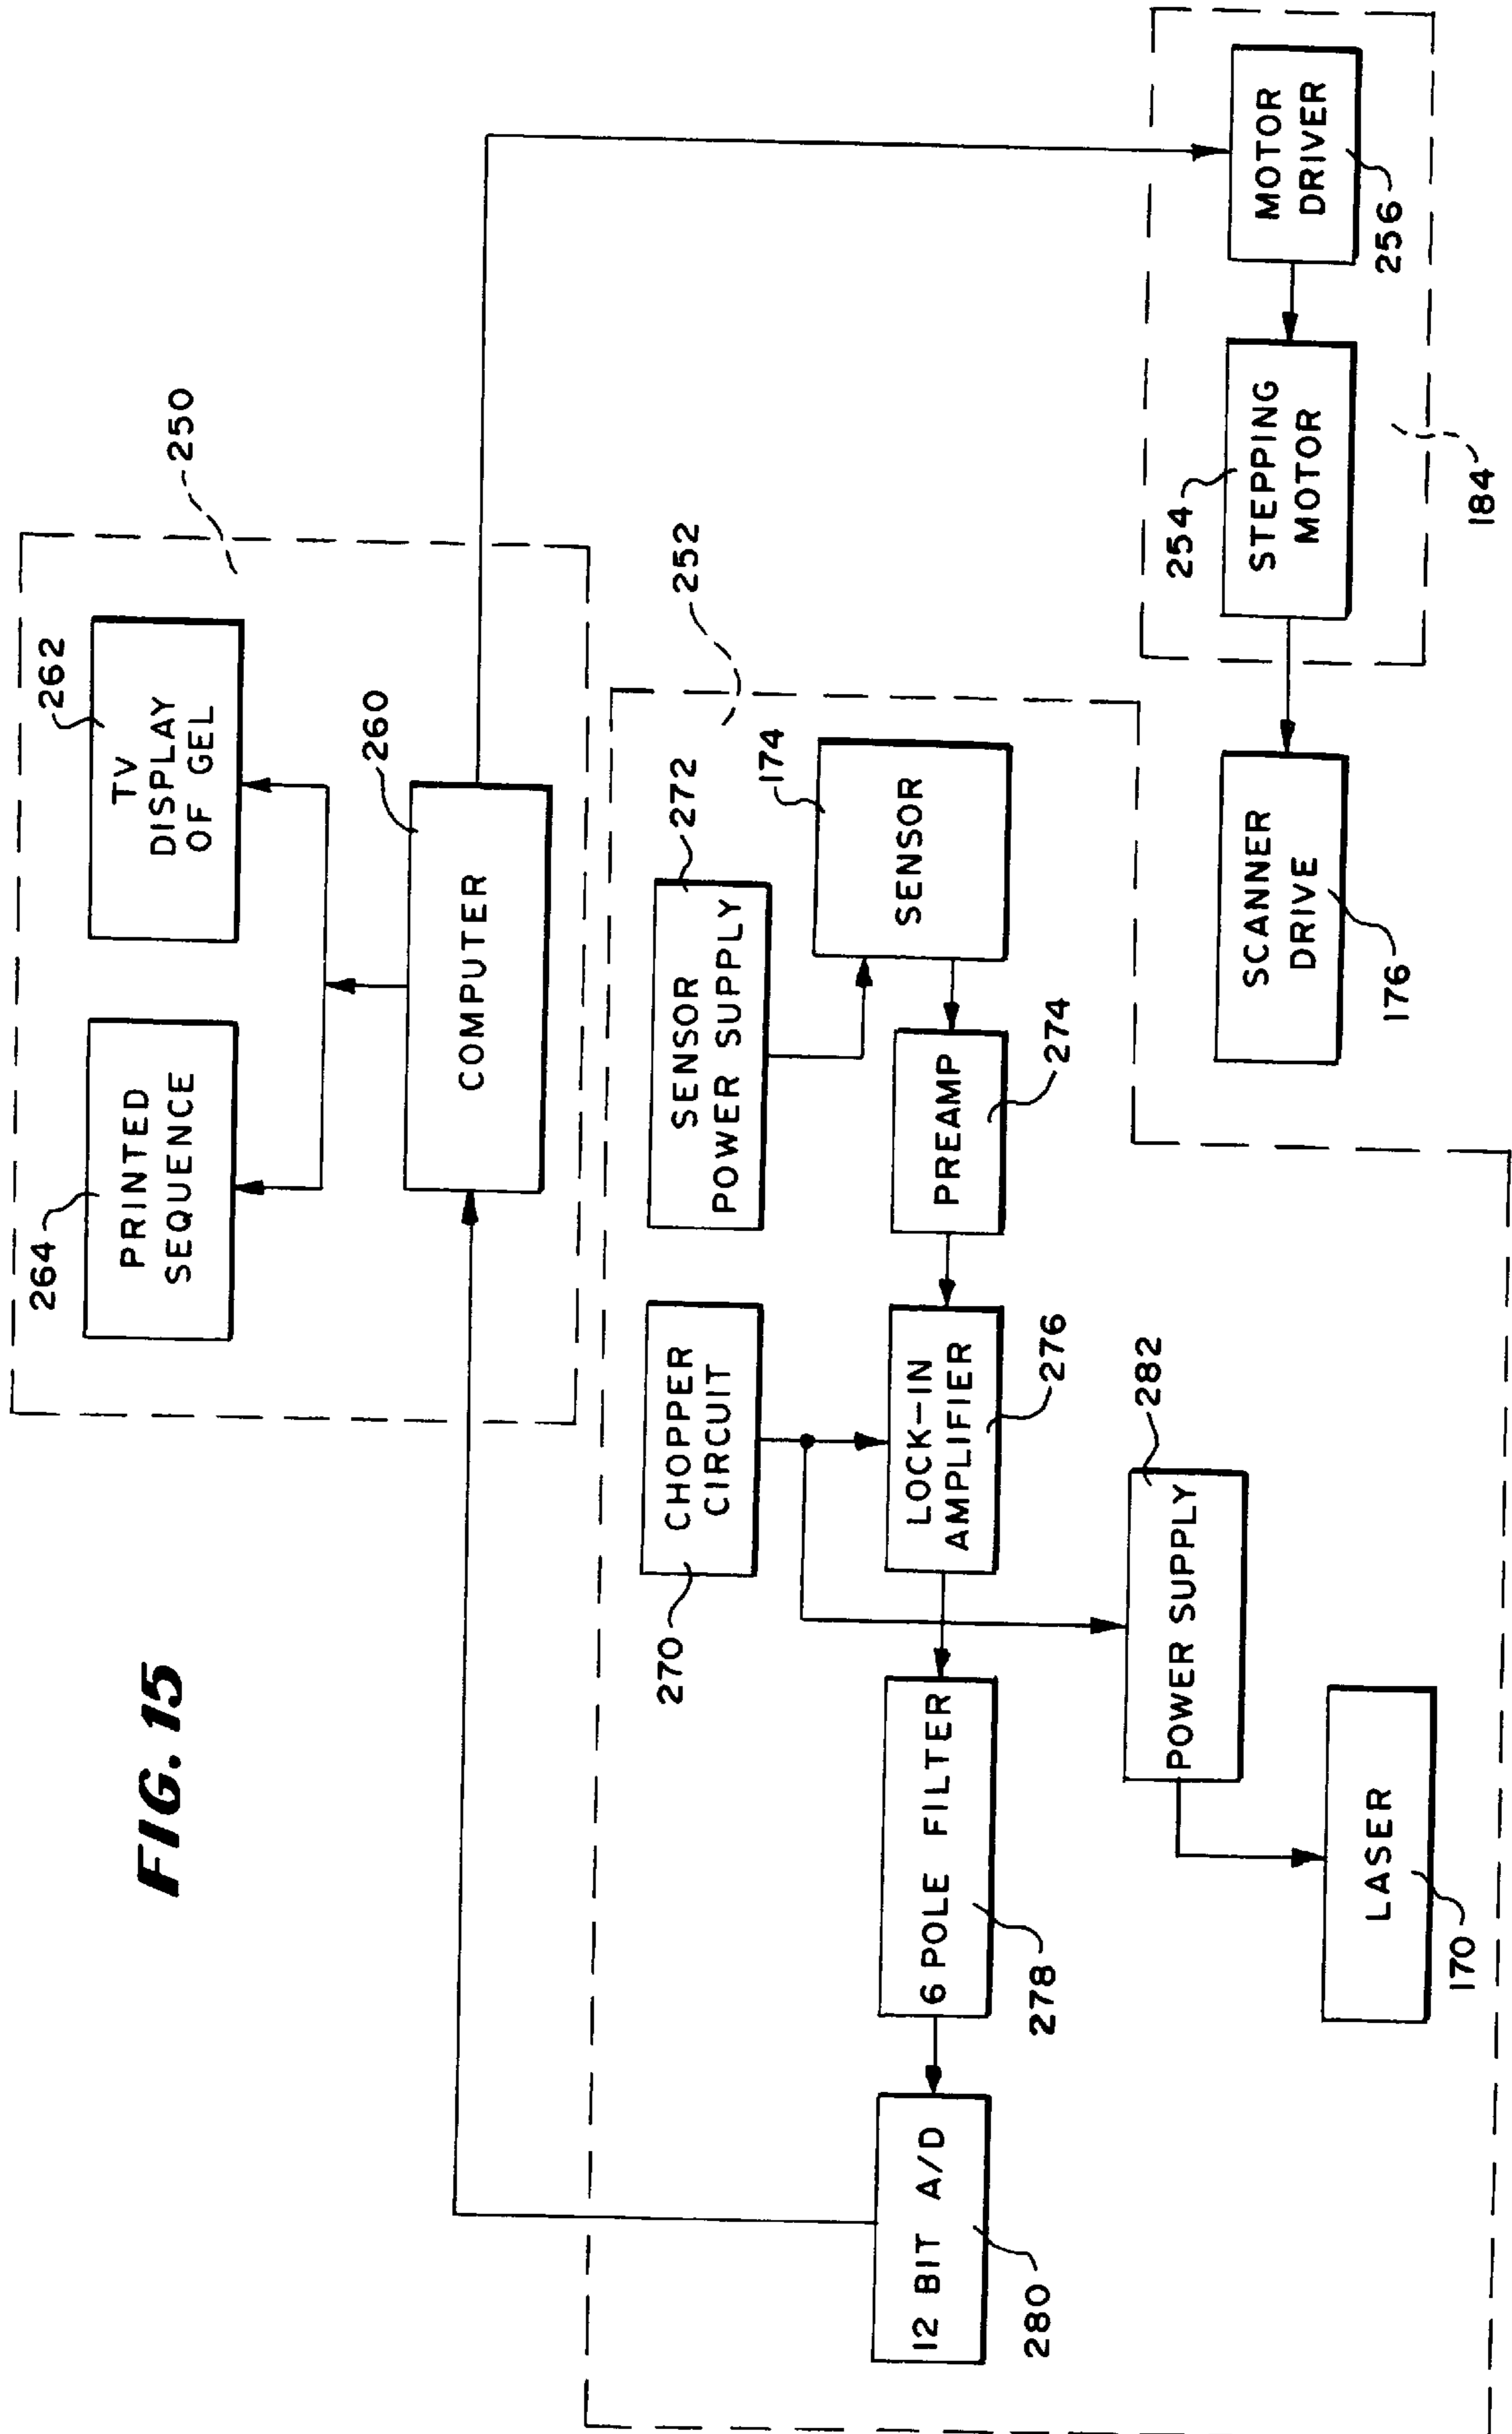 FIG. 15
264
PRINTED
SEQUENCE
262
TV
DISPLAY
OF GEL
250
COMPUTER
260
252
270
CHOPPER
CIRCUIT
SENSOR
POWER SUPPLY
272
174
SENSOR
12 BIT A/D
280
6 POLE FILTER
278
LOCK-IN
AMPLIFIER
276
PREAMP
274
POWER SUPPLY
282
LASER
170
SCANNER
DRIVE
176
254
STEPPING
MOTOR
MOTOR
DRIVER
256
184